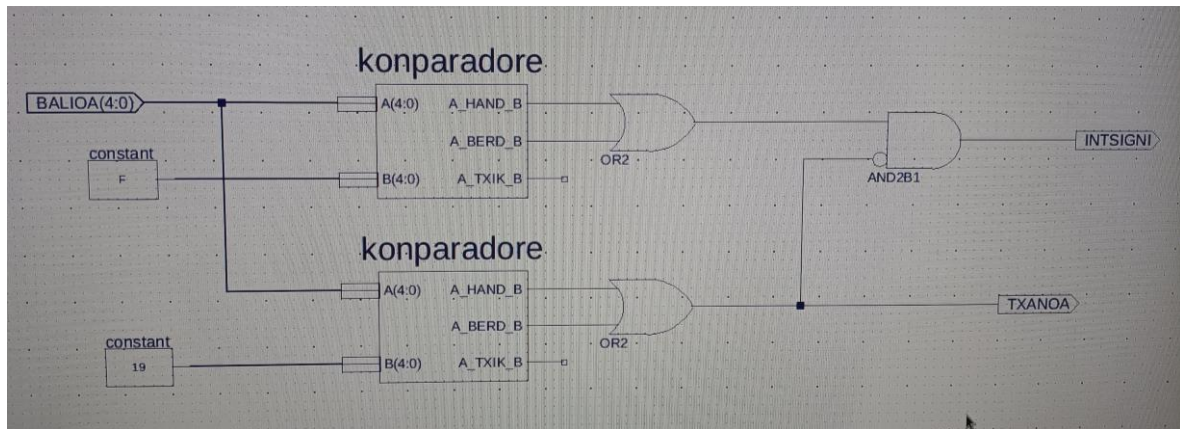 konparadore
BALIOA(4:0)
A(4:0) A_HAND_B
A_BERD_B
OR2
constant
F
B(4:0) A_TXIK_B
AND2B1
INTSIGNI
konparadore
A(4:0) A_HAND_B
A_BERD_B
OR2
TXANOA
constant
19
B(4:0) A_TXIK_B